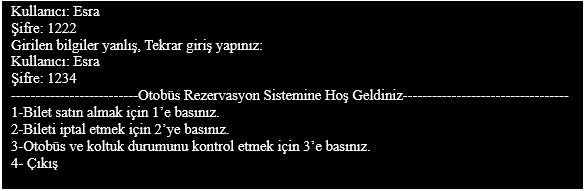 Kullanıcı: Esra
Şifre: 1222
Girilen bilgiler yanlış, Tekrar giriş yapınız:
Kullanıcı: Esra
Şifre: 1234
--------------------------Otobüs Rezervasyon Sistemine Hoş Geldiniz----------------------------------
1-Bilet satın almak için 1’e basınız.
2-Bileti iptal etmek için 2’ye basınız.
3-Otobüs ve koltuk durumunu kontrol etmek için 3’e basınız.
4- Çıkış